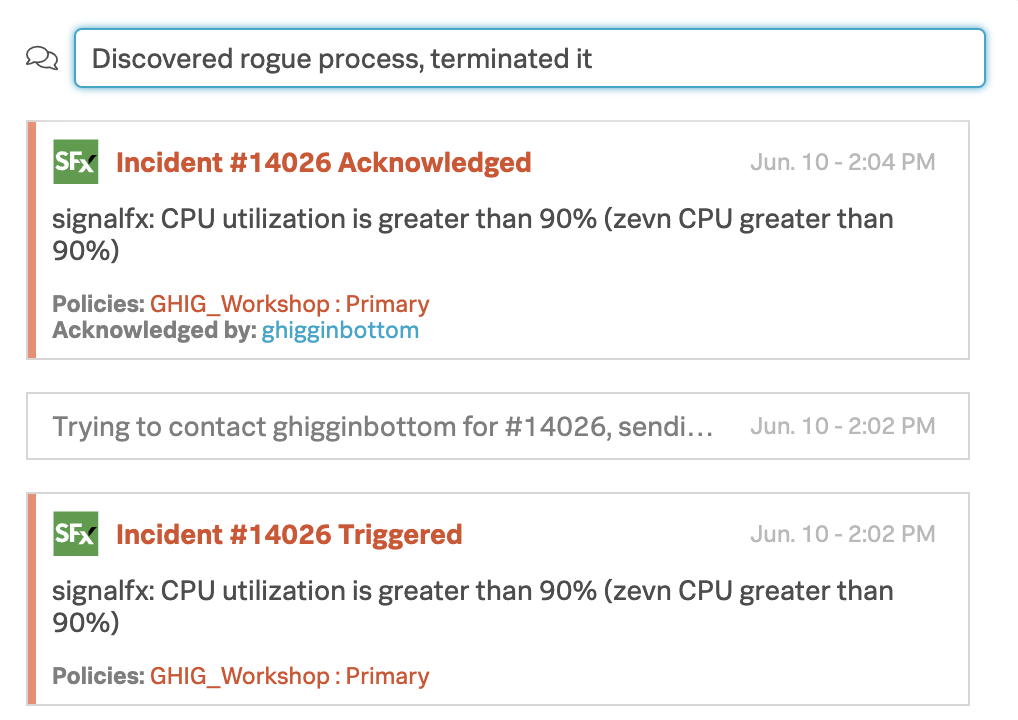 Discovered rogue process, terminated it
SFx Incident #14026 Acknowledged Jun. 10 - 2:04 PM
signalfx: CPU utilization is greater than 90% (zevn CPU greater than
90%)
Policies: GHIG_Workshop : Primary
Acknowledged by: ghigginbottom
Trying to contact ghigginbottom for #14026, sendi... Jun. 10 - 2:02 PM
SFx Incident #14026 Triggered Jun. 10 - 2:02 PM
signalfx: CPU utilization is greater than 90% (zevn CPU greater than
90%)
Policies: GHIG_Workshop : Primary